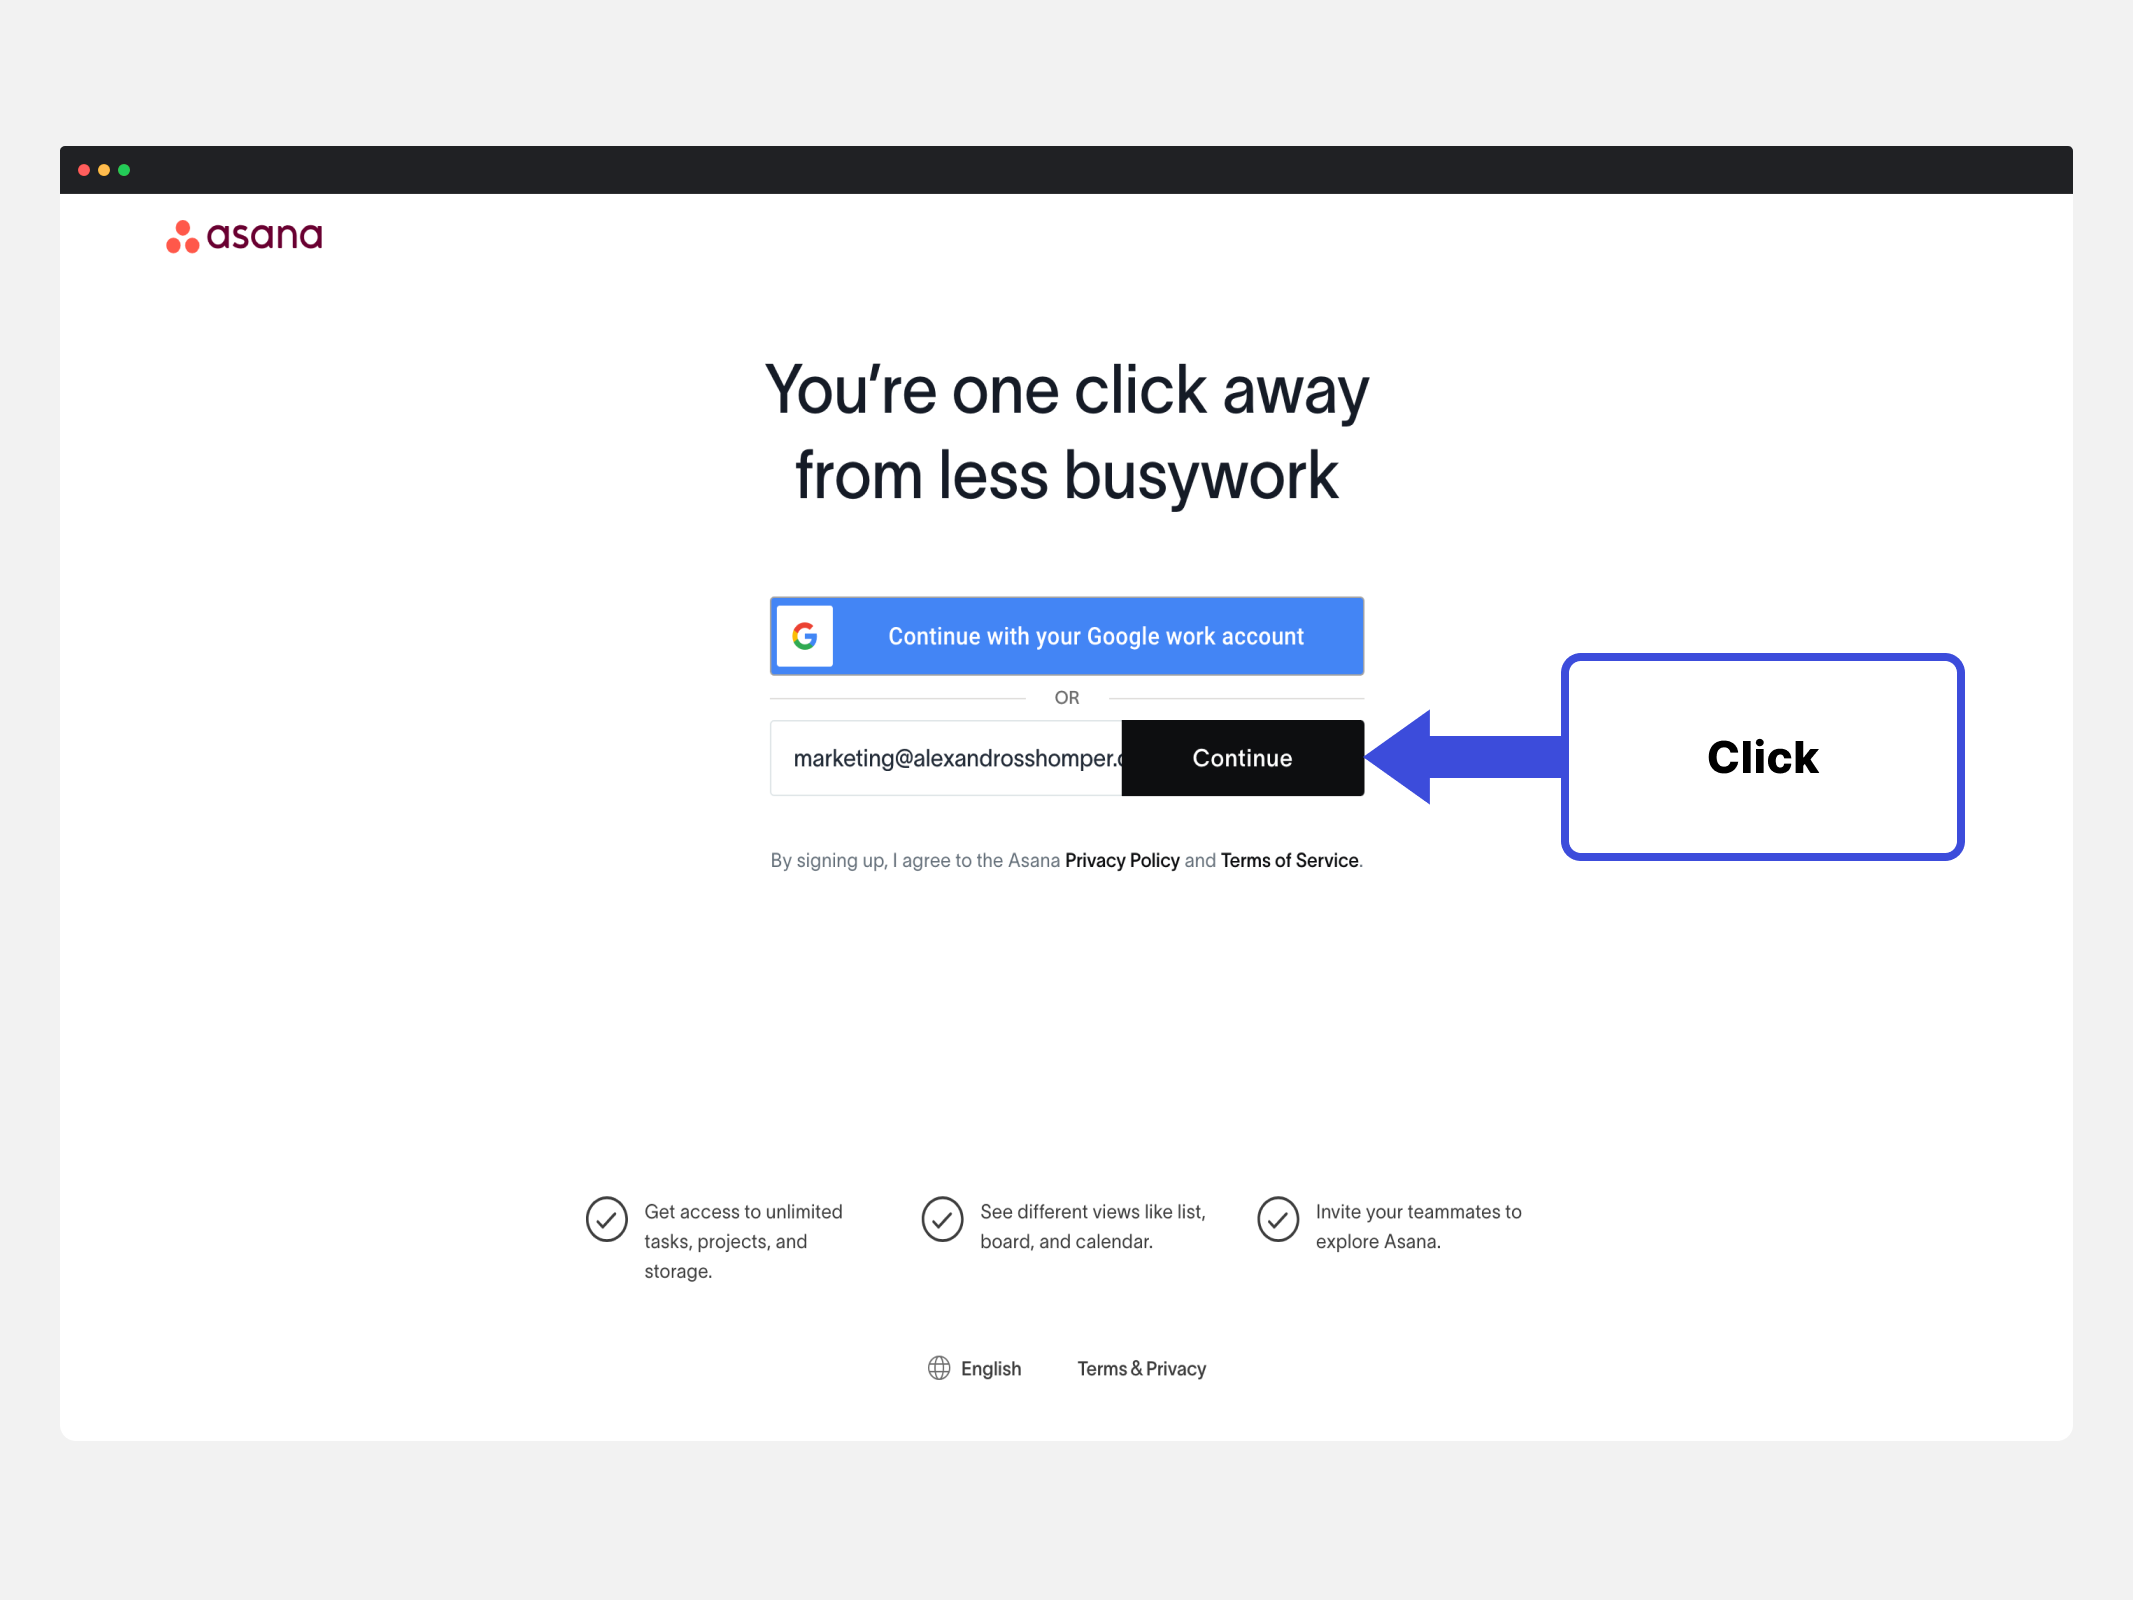 asana
You're one click away
from less busywork
Continue with your Google work account
OR
marketing@alexandrosshomper.c
Continue
Click
By signing up, I agree to the Asana Privacy Policy and Terms of Service.
Get access to unlimited
tasks, projects, and
storage.
See different views like list,
board, and calendar.
Invite your teammates to
explore Asana.
English
Terms & Privacy